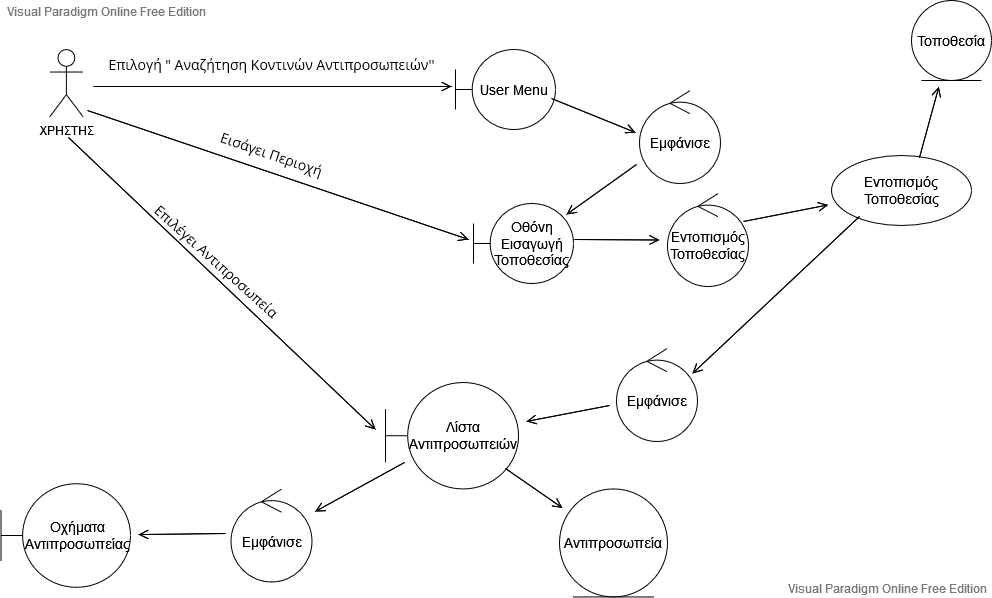 Visual Paradigm Online Free Edition
Τοποθεσία
Επιλογή " Αναζήτηση Κοντινών Αντιπροσωπειών"
User Menu
ΧΡΗΣΤΗΣ
Εμφάνισε
Εισάγει Περιοχή
Εντοπισμός
Τοποθεσίας
Οθόνη
Εισαγωγή
Τοποθεσίας
Εντοπισμός
Τοποθεσίας
Επιλέγει Αντιπροσωπεία
Εμφάνισε
Λίστα
Αντιπροσωπειών
Οχήματα
Αντιπροσωπείας
Εμφάνισε
Αντιπροσωπεία
Visual Paradigm Online Free Edition